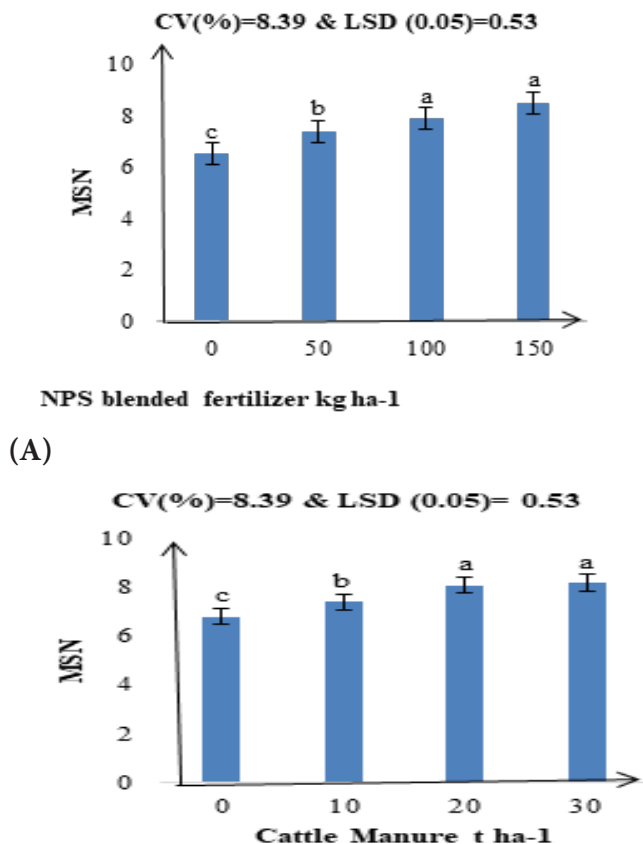 CV(%)=8.39 & LSD (0.05)=0.53
10
8
6
4
2
0
MSN
c
b
a
a
0 50 100 150
NPS blended fertilizer kg ha-1
(A)
CV(%)=8.39 & LSD (0.05)= 0.53
10
8
6
4
2
0
MSN
c
b
a
a
0 10 20 30
Cattle Manure t ha-1